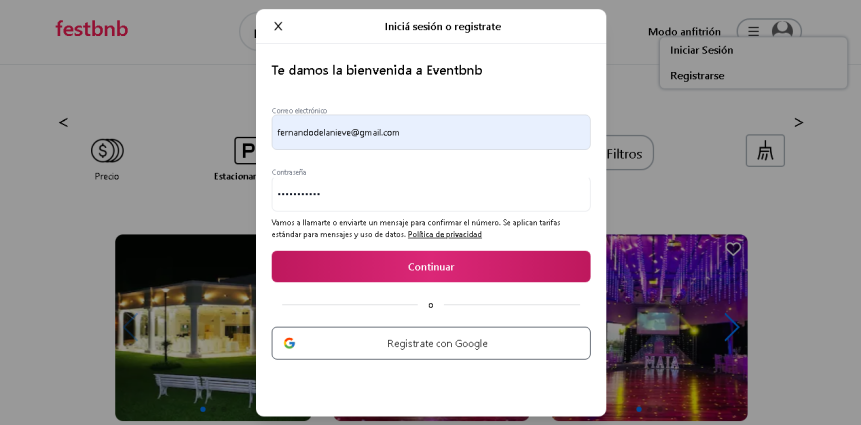 festbnb
Iniciá sesión o registrate
Modo anfitrión
Iniciar Sesión
Registrarse
Te damos la bienvenida a Eventbnb
Correo electrónico
fernandodelanieve@gmail.com
Contraseña
Vamos a llamarte o enviarte un mensaje para confirmar el número. Se aplican tarifas
estándar para mensajes y uso de datos. Política de privacidad
Continuar
o
Registrate con Google
<
>
Precio
P
Estacionar
Filtros